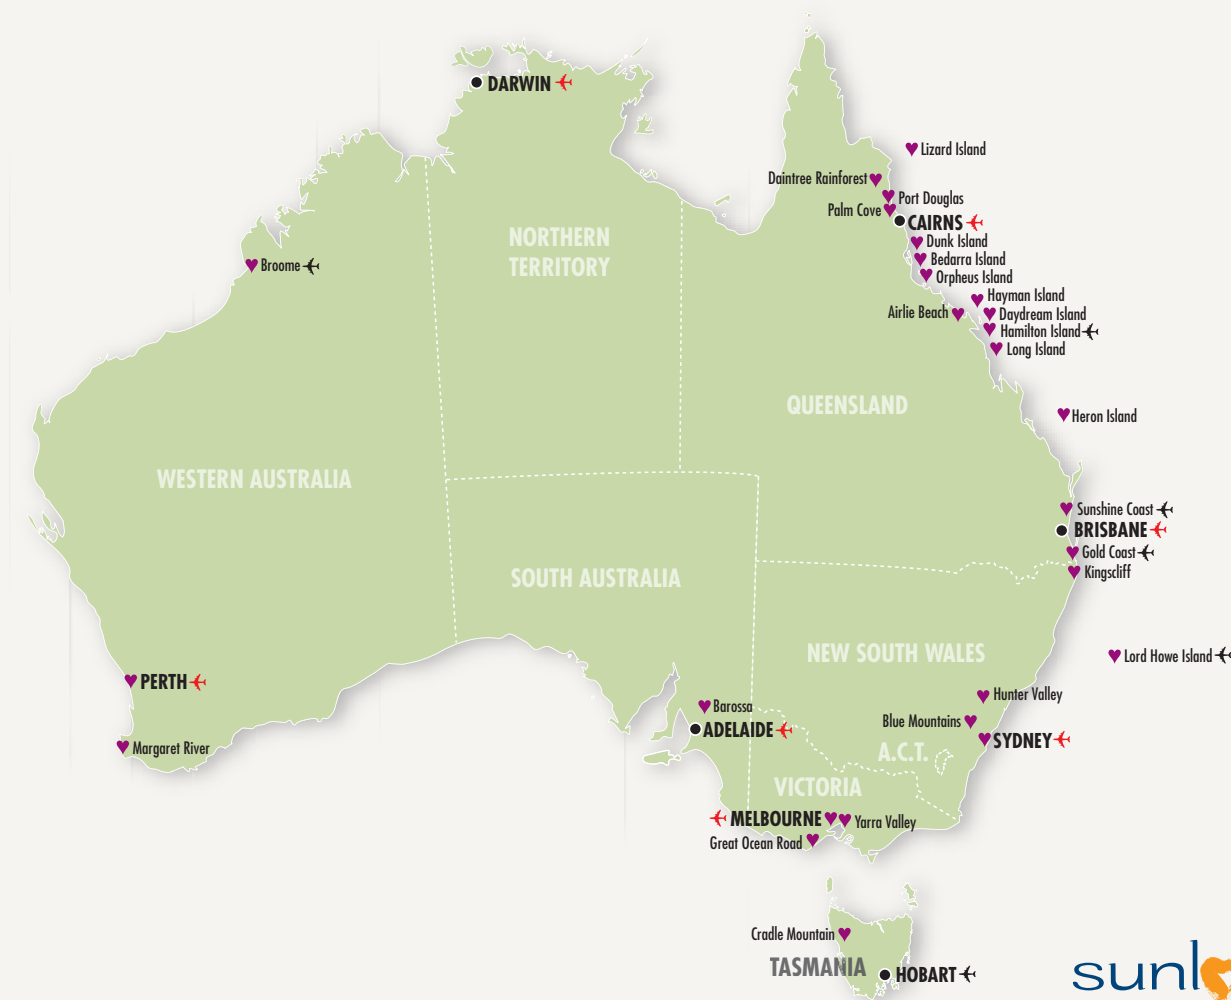 DARWIN
Lizard Island
Daintree Rainforest
Port Douglas
Palm Cove
CAIRNS
NORTHERN
TERRITORY
Dunk Island
Bedarra Island
Broome
Orpheus Island
Hayman Island
Airlie Beach
Daydream Island
Hamilton Island
Long Island
QUEENSLAND
Heron Island
WESTERN AUSTRALIA
Sunshine Coast
BRISBANE
Gold Coast
Kingscliff
SOUTH AUSTRALIA
NEW SOUTH WALES
Lord Howe Island
PERTH
Hunter Valley
Barossa
Blue Mountains
ADELAIDE
SYDNEY
Margaret River
A.C.T.
VICTORIA
MELBOURNE
Yarra Valley
Great Ocean Road
Cradle Mountain
TASMANIA
HOBART
sunl